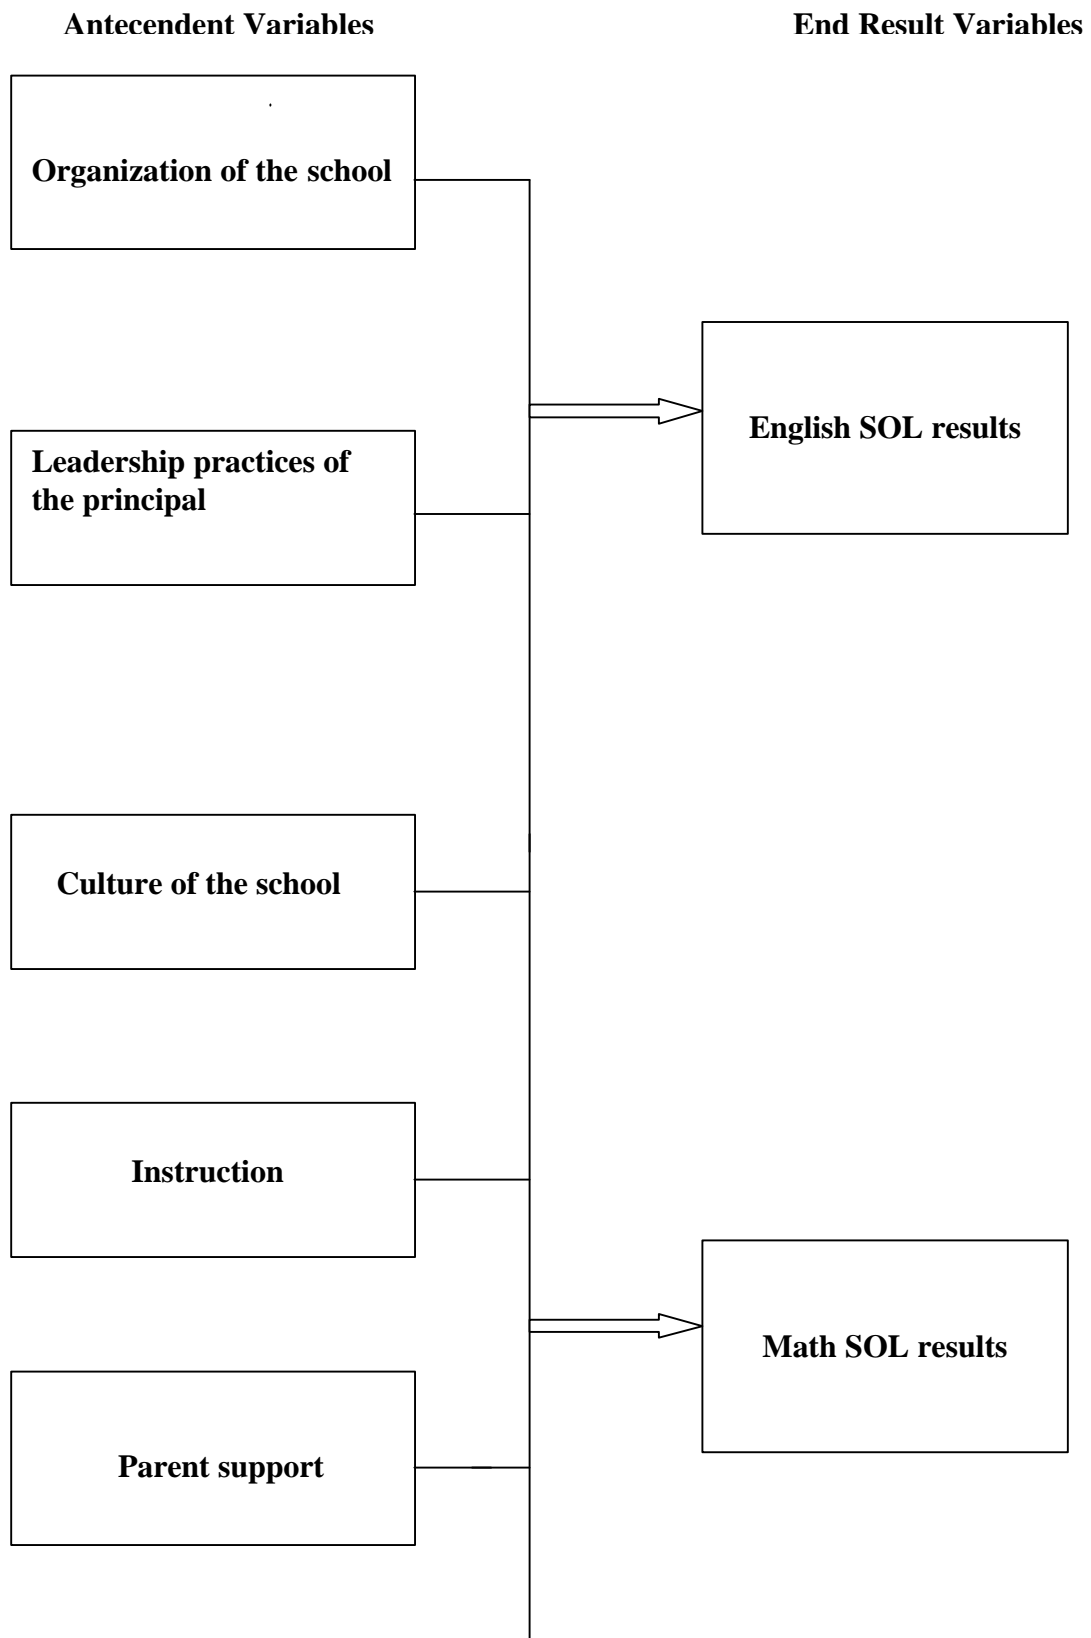 Antecendent Variables
End Result Variables
Organization of the school
English SOL results
Leadership practices of
the principal
Culture of the school
Instruction
Math SOL results
Parent support